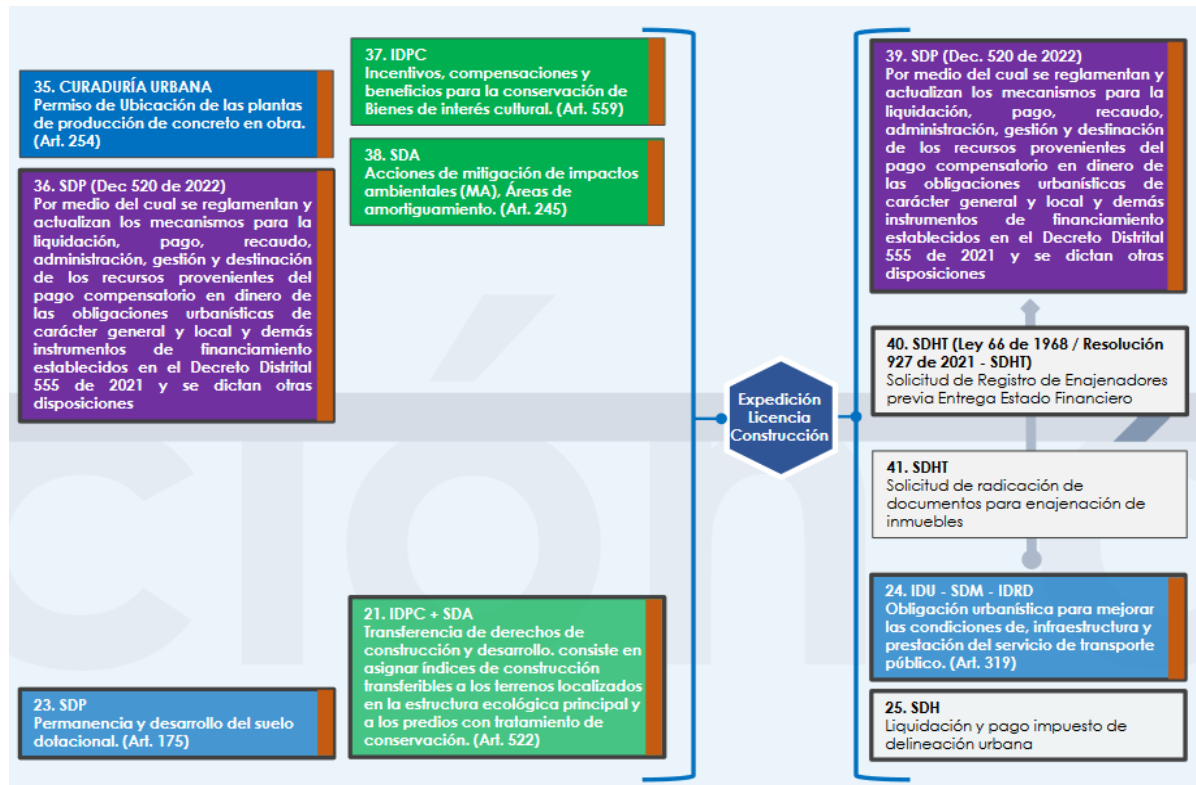 35. CURADURÍA URBANA
Permiso de Ubicación de las plantas
de producción de concreto en obra.
(Art. 254)
36. SDP (Dec 520 de 2022)
Por medio del cual se reglamentan y
actualizan los mecanismos para la
liquidación, pago, recaudo,
administración, gestión y destinación
de los recursos provenientes del
pago compensatorio en dinero de
las obligaciones urbanísticas de
carácter general y local y demás
instrumentos de financiamiento
establecidos en el Decreto Distrital
555 de 2021 y se dictan otras
disposiciones
23. SDP
Permanencia y desarrollo del suelo
dotacional. (Art. 175)
37. IDPC
Incentivos, compensaciones y
beneficios para la conservación de
Bienes de interés cultural. (Art. 559)
38. SDA
Acciones de mitigación de impactos
ambientales (MA), Áreas de
amortiguamiento. (Art. 245)
21. IDPC + SDA
Transferencia de derechos de
construcción y desarrollo. consiste en
asignar índices de construcción
transferibles a los terrenos localizados
en la estructura ecológica principal y
a los predios con tratamiento de
conservación. (Art. 522)
Expedición
Licencia
Construcción
39. SDP (Dec. 520 de 2022)
Por medio del cual se reglamentan y
actualizan los mecanismos para la
liquidación, pago, recaudo,
administración, gestión y destinación
de los recursos provenientes del
pago compensatorio en dinero de
las obligaciones urbanísticas de
carácter general y local y demás
instrumentos de financiamiento
establecidos en el Decreto Distrital
555 de 2021 y se dictan otras
disposiciones
40. SDHT (Ley 66 de 1968 / Resolución
927 de 2021 - SDHT)
Solicitud de Registro de Enajenadores
previa Entrega Estado Financiero
41. SDHT
Solicitud de radicación de
documentos para enajenación de
inmuebles
24. IDU - SDM - IDRD
Obligación urbanística para mejorar
las condiciones de, infraestructura y
prestación del servicio de transporte
público. (Art. 319)
25. SDH
Liquidación y pago impuesto de
delineación urbana